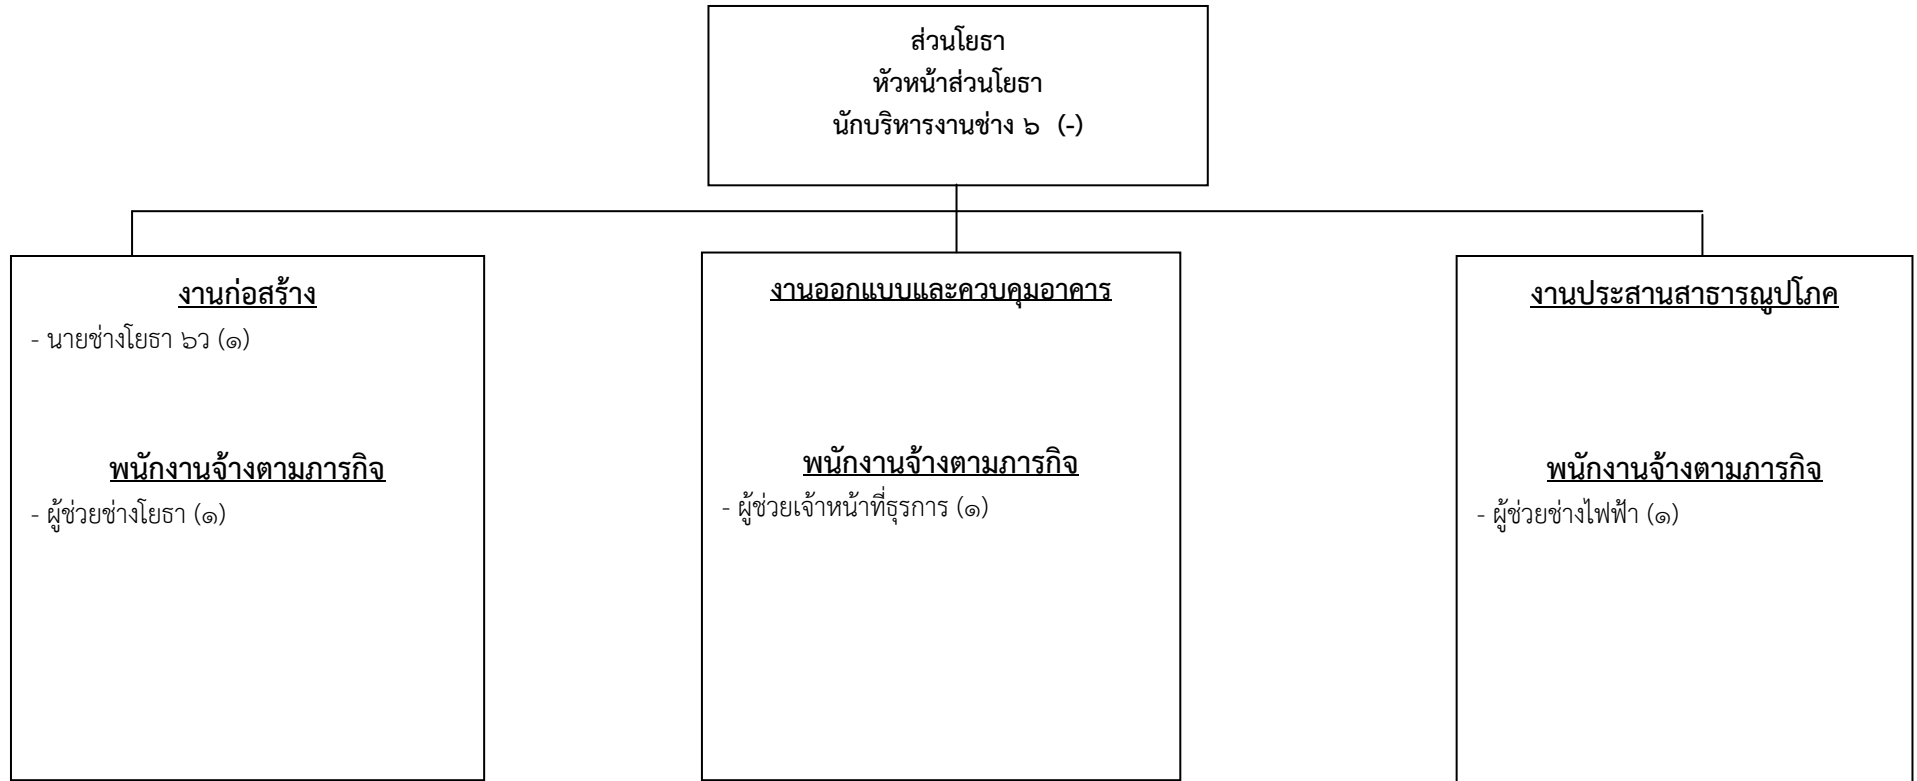 ส่วนโยธา
หัวหน้าส่วนโยธา
นักบริหารงานช่าง ๖ (-)
งานก่อสร้าง
- นายช่างโยธา ๖ว (๑)
พนักงานจ้างตามภารกิจ
- ผู้ช่วยช่างโยธา (๑)
งานออกแบบและควบคุมอาคาร
พนักงานจ้างตามภารกิจ
- ผู้ช่วยเจ้าหน้าที่ธุรการ (๑)
งานประสานสาธารณูปโภค
พนักงานจ้างตามภารกิจ
- ผู้ช่วยช่างไฟฟ้า (๑)